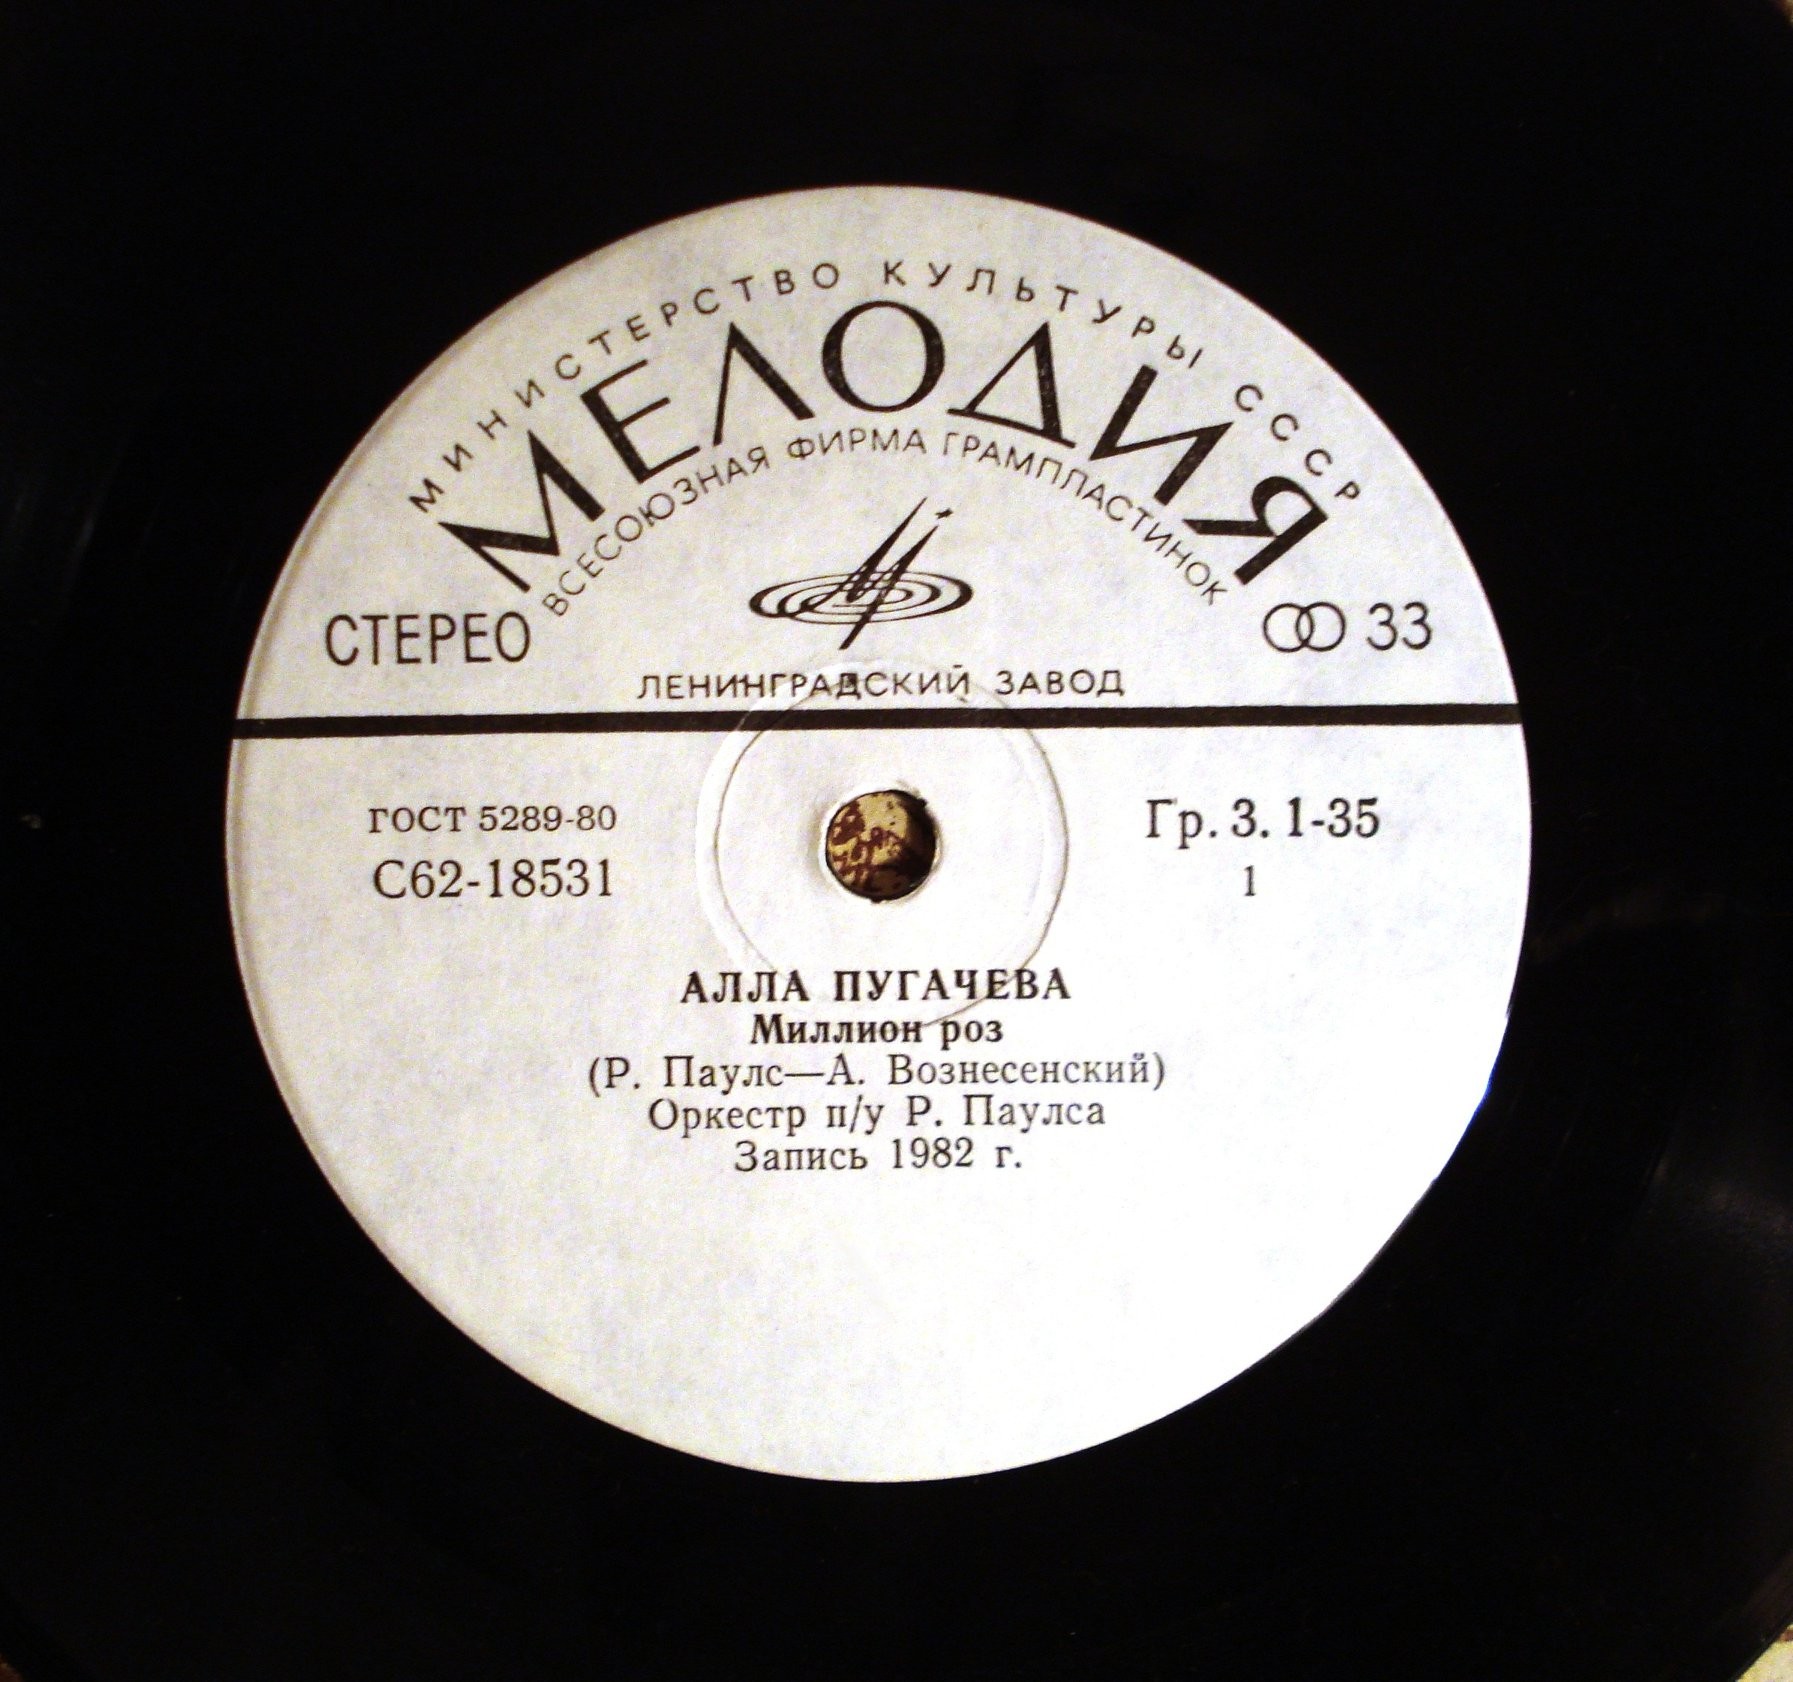 МИНИСТЕРСТВО КУЛЬТУРЫ СССР
МЕЛОДИЯ
ВСЕСОЮЗНАЯ ФИРМА ГРАМПЛАСТИНОК
СТЕРЕО 33
ЛЕНИНГРАДСКИЙ ЗАВОД
ГОСТ 5289-80 Гр. 3. 1-35
С62-18531 1
АЛЛА ПУГАЧЕВА
Миллион роз
(Р. Паулс—А. Вознесенский)
Оркестр п/у Р. Паулса
Запись 1982 г.